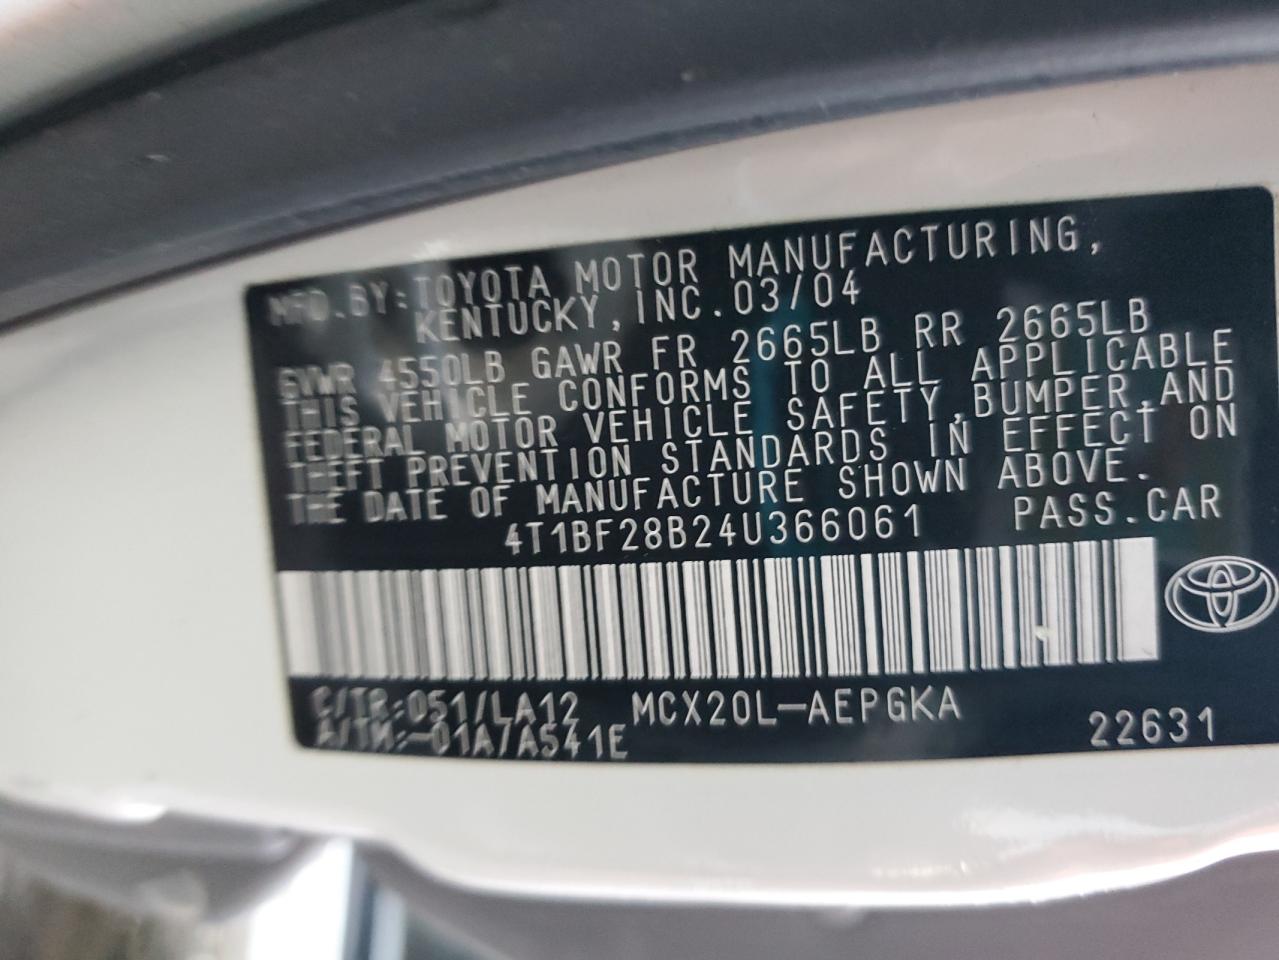 MFD.BY:TOYOTA MOTOR MANUFACTURING,
KENTUCKY,INC.03/04
GVWR 4550LB GAWR FR 2665LB RR 2665LB
THIS VEHICLE CONFORMS TO ALL APPLICABLE
FEDERAL MOTOR VEHICLE SAFETY,BUMPER,AND
THEFT PREVENTION STANDARDS IN EFFECT ON
THE DATE OF MANUFACTURE SHOWN ABOVE.
4T1BF28B24U366061 PASS.CAR
C/TR:051/LA12 MCX20L-AEPGKA
A/TM:-01A/A541E 22631